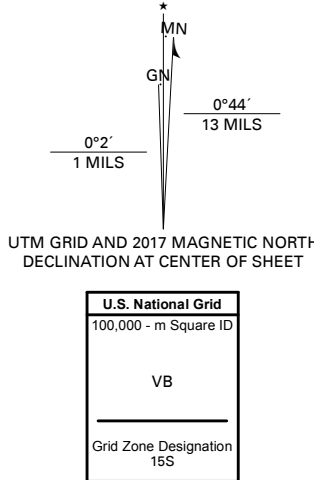 MN
GN
0°44´
13 MILS
0°2´
1 MILS
UTM GRID AND 2017 MAGNETIC NORTH
DECLINATION AT CENTER OF SHEET
U.S. National Grid
100,000 - m Square ID
VB
Grid Zone Designation
15S